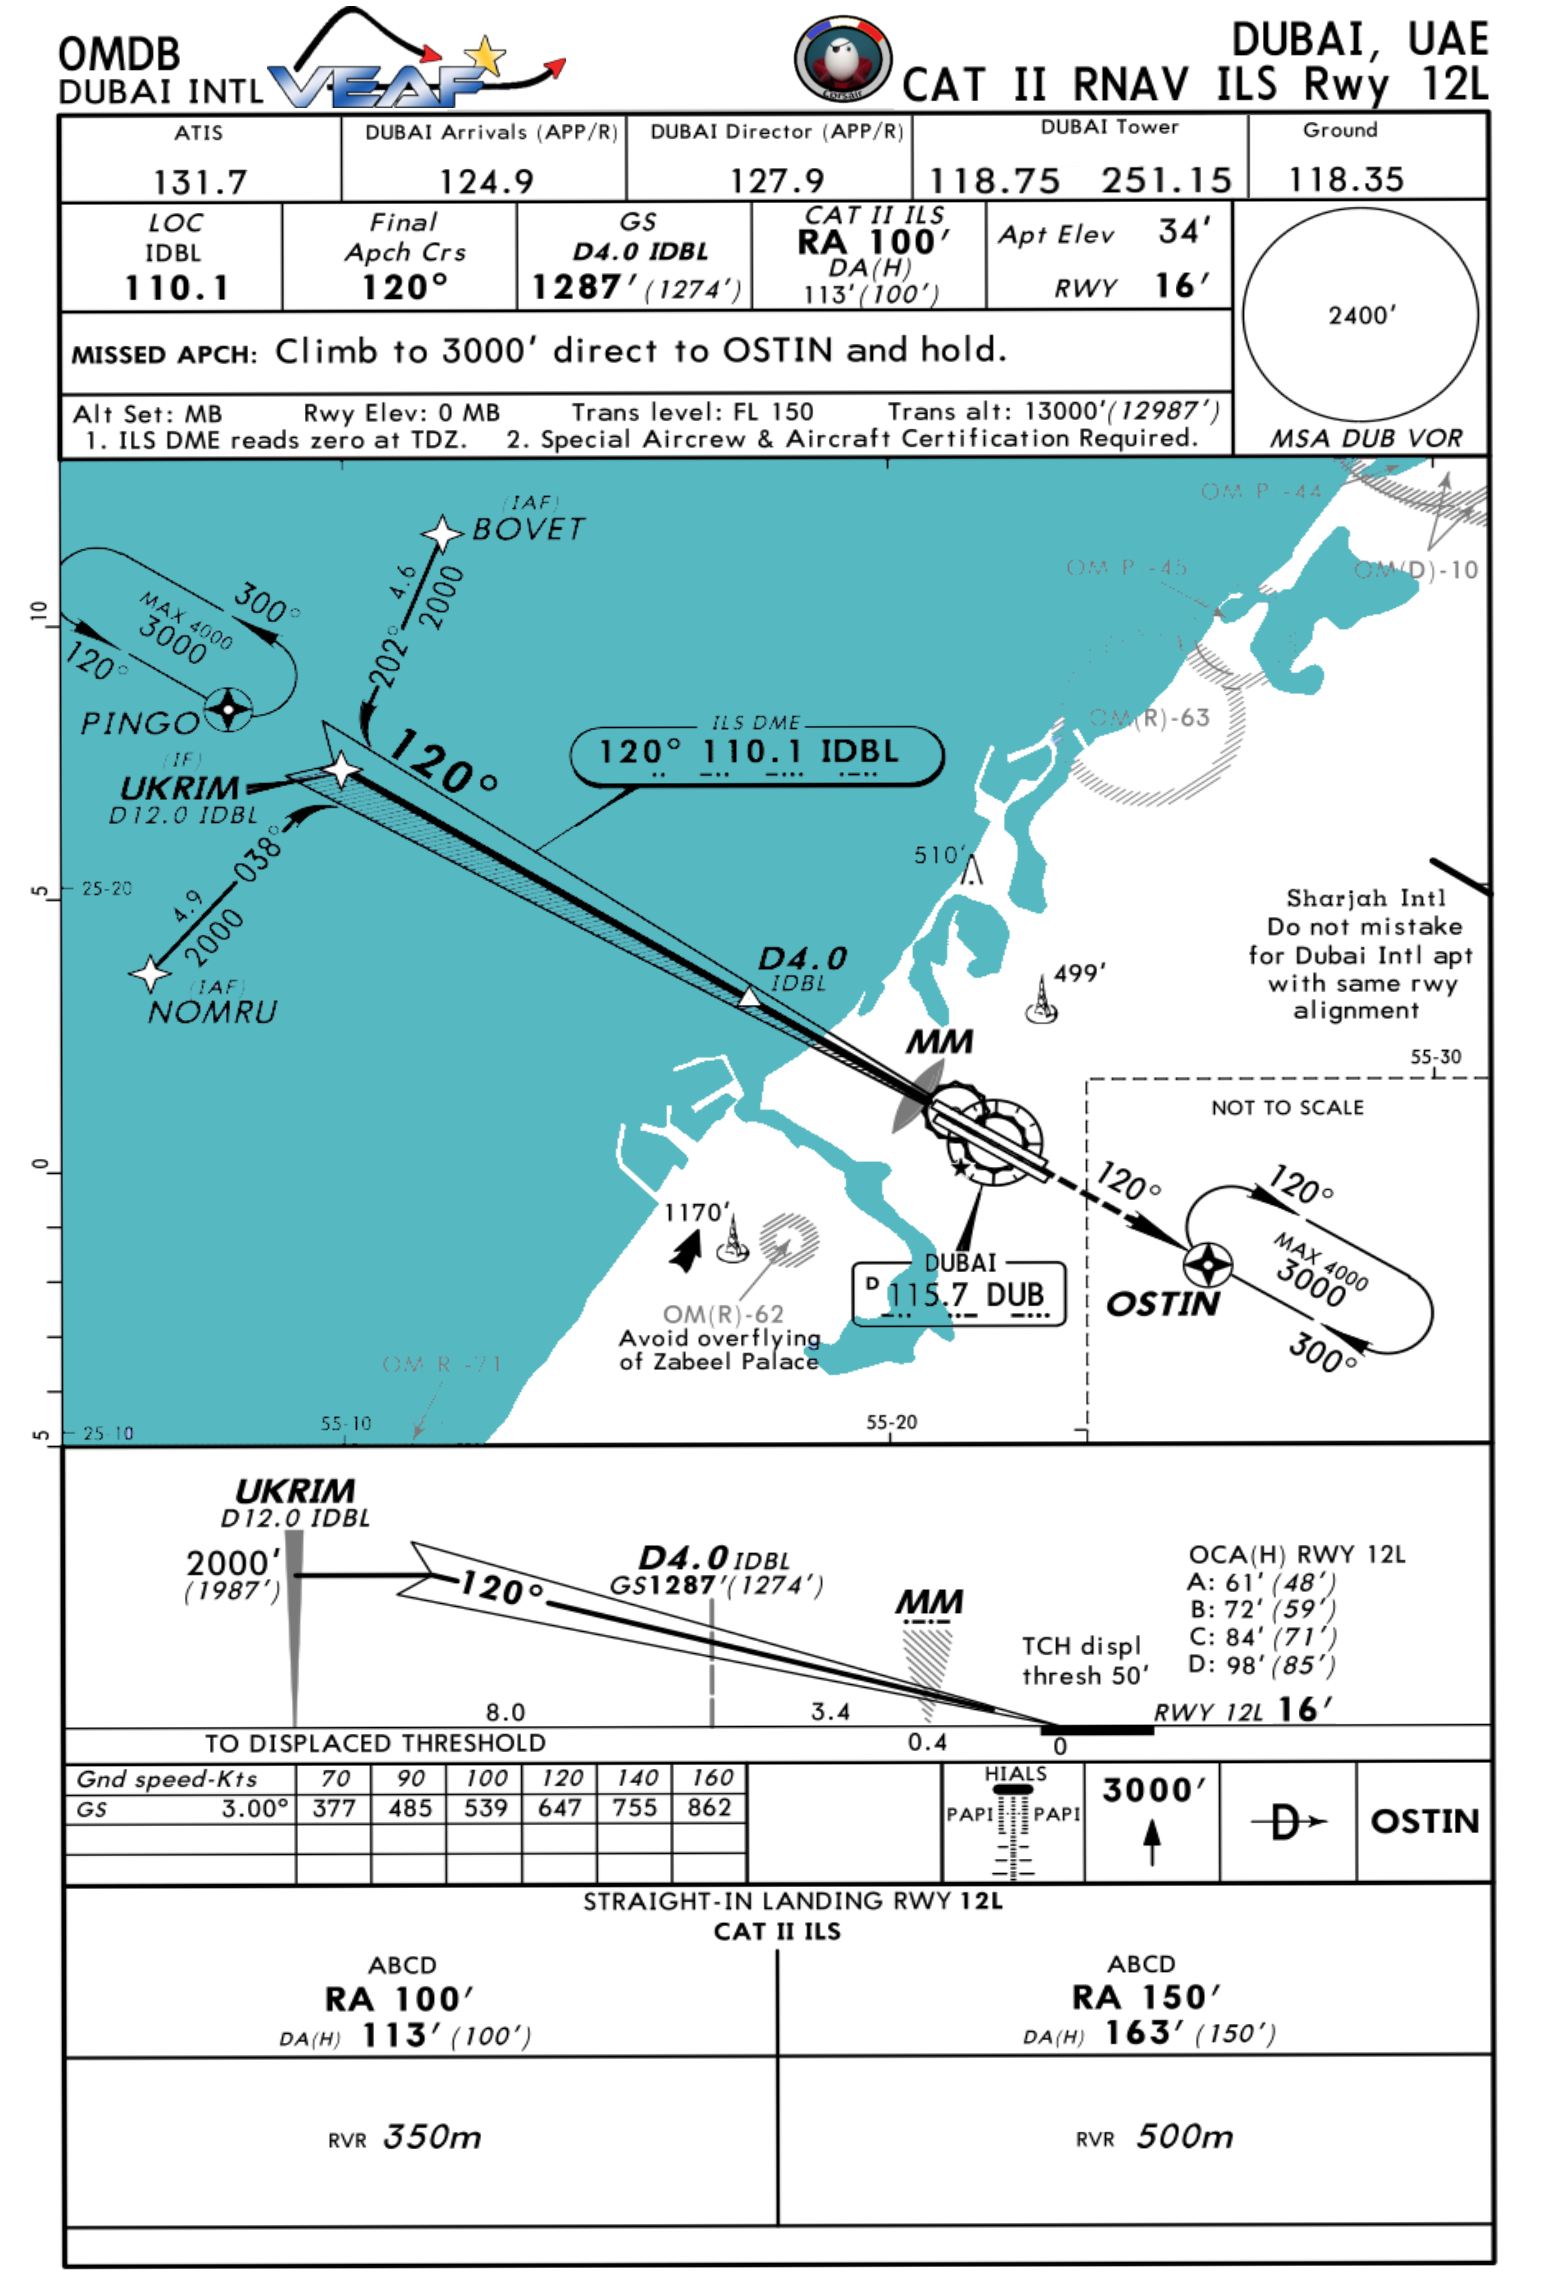 OMDB
DUBAI INTL
VEAF
Corsair
DUBAI, UAE
CAT II RNAV ILS Rwy 12L
ATIS
131.7
DUBAI Arrivals (APP/R)
124.9
DUBAI Director (APP/R)
127.9
DUBAI Tower
118.75 251.15
Ground
118.35
LOC
IDBL
110.1
Final
Apch Crs
120°
GS
D4.0 IDBL
1287' (1274')
CAT II ILS
RA 100'
DA(H)
113' (100')
Apt Elev 34'
RWY 16'
2400'
MSA DUB VOR
MISSED APCH: Climb to 3000' direct to OSTIN and hold.
Alt Set: MB Rwy Elev: 0 MB Trans level: FL 150 Trans alt: 13000' (12987')
1. ILS DME reads zero at TDZ. 2. Special Aircrew & Aircraft Certification Required.
OM P -44
OM(D)-10
OM P -45
OM(R)-63
(IAF)
BOVET
4.6
2000
202°
300°
MAX 4000
3000
120°
PINGO
(IF)
UKRIM
D12.0 IDBL
120°
ILS DME
120° 110.1 IDBL
038°
4.9
2000
(IAF)
NOMRU
10
5
0
5
25-20
25-10
55-10
55-20
55-30
510'
499'
D4.0
IDBL
MM
Sharjah Intl
Do not mistake
for Dubai Intl apt
with same rwy
alignment
NOT TO SCALE
120°
120°
MAX 4000
3000
300°
OSTIN
DUBAI
D 115.7 DUB
1170'
OM(R)-62
Avoid overflying
of Zabeel Palace
OM R -71
UKRIM
D12.0 IDBL
2000'
(1987')
120°
D4.0 IDBL
GS1287' (1274')
MM
TCH displ
thresh 50'
OCA(H) RWY 12L
A: 61' (48')
B: 72' (59')
C: 84' (71')
D: 98' (85')
RWY 12L 16'
8.0
3.4
0.4
0
TO DISPLACED THRESHOLD
Gnd speed-Kts 70 90 100 120 140 160
GS 3.00° 377 485 539 647 755 862
HIALS
PAPI PAPI
3000'
D
OSTIN
STRAIGHT-IN LANDING RWY 12L
CAT II ILS
ABCD
RA 100'
DA(H) 113' (100')
ABCD
RA 150'
DA(H) 163' (150')
RVR 350m
RVR 500m